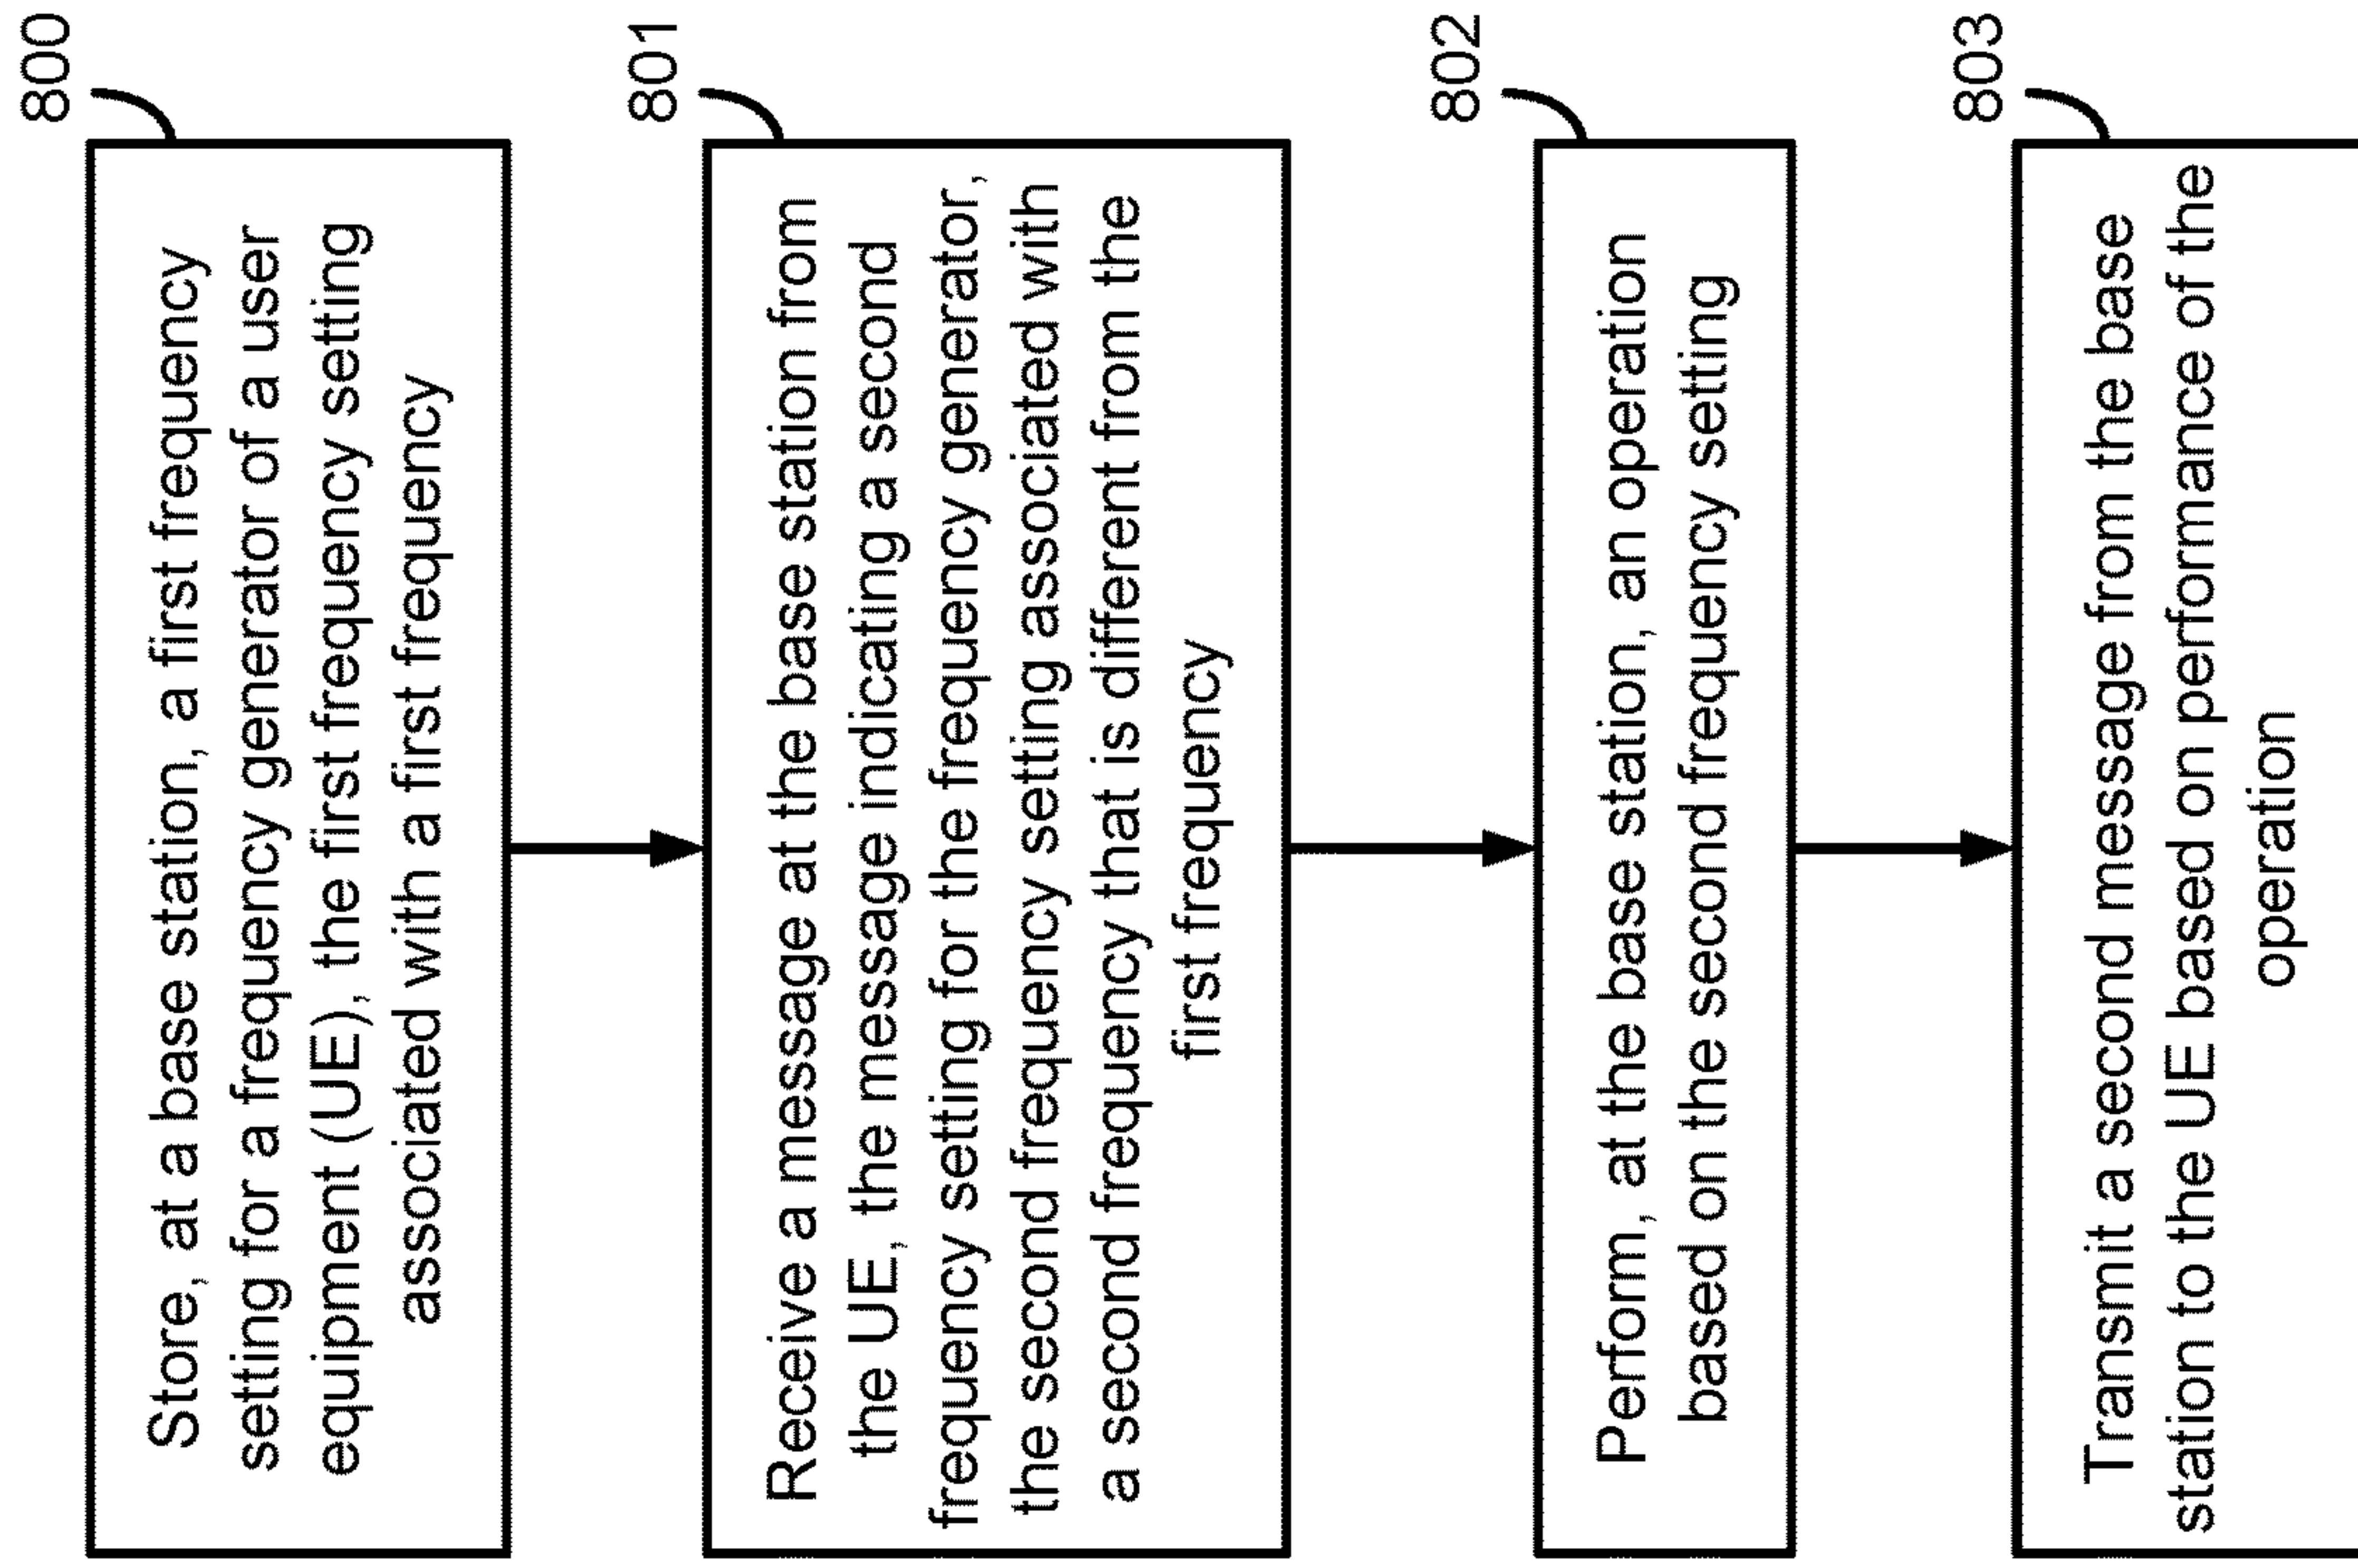 800
Store, at a base station, a first frequency
setting for a frequency generator of a user
equipment (UE), the first frequency setting
associated with a first frequency
801
Receive a message at the base station from
the UE, the message indicating a second
frequency setting for the frequency generator,
the second frequency setting associated with
a second frequency that is different from the
first frequency
802
Perform, at the base station, an operation
based on the second frequency setting
803
Transmit a second message from the base
station to the UE based on performance of the
operation